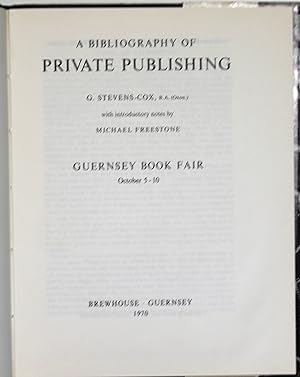 A BIBLIOGRAPHY OF
PRIVATE PUBLISHING
G. STEVENS-COX, B.A. (Oxon.)
with introductory notes by
MICHAEL FREESTONE
GUERNSEY BOOK FAIR
October 5-10
BREWHOUSE · GUERNSEY
1970